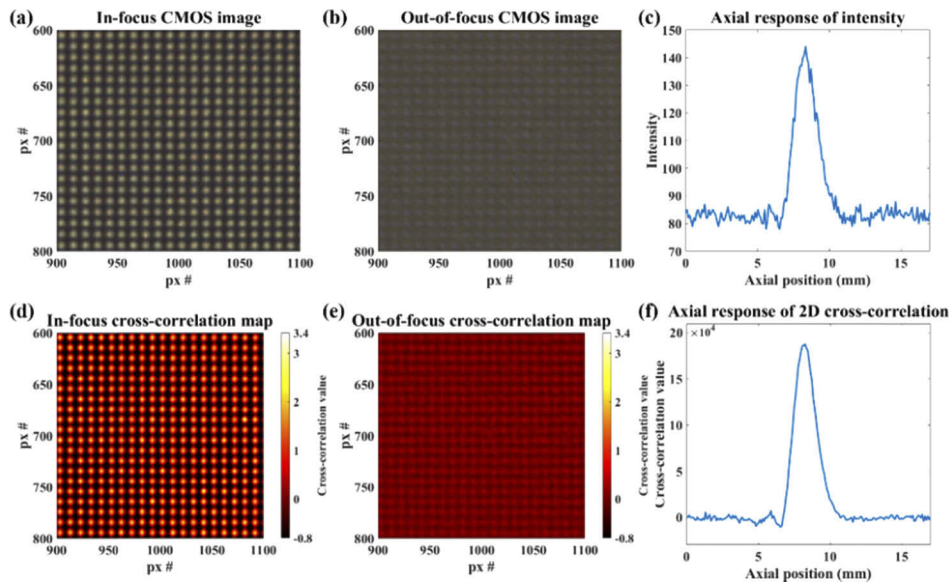 (a) In-focus CMOS image
600
650
700
750
800
px #
900 950 1000 1050 1100
px #
(b) Out-of-focus CMOS image
600
650
700
750
800
px #
900 950 1000 1050 1100
px #
(c) Axial response of intensity
150
140
130
120
110
100
90
80
70
Intensity
0 5 10 15
Axial position (mm)
(d) In-focus cross-correlation map
600
650
700
750
800
px #
900 950 1000 1050 1100
px #
3.4
3
2
1
0
-0.8
Cross-correlation value
(e) Out-of-focus cross-correlation map
600
650
700
750
800
px #
900 950 1000 1050 1100
px #
3.4
3
2
1
0
-0.8
Cross-correlation value
(f) Axial response of 2D cross-correlation
×10⁴
20
15
10
5
0
Cross-correlation value
0 5 10 15
Axial position (mm)